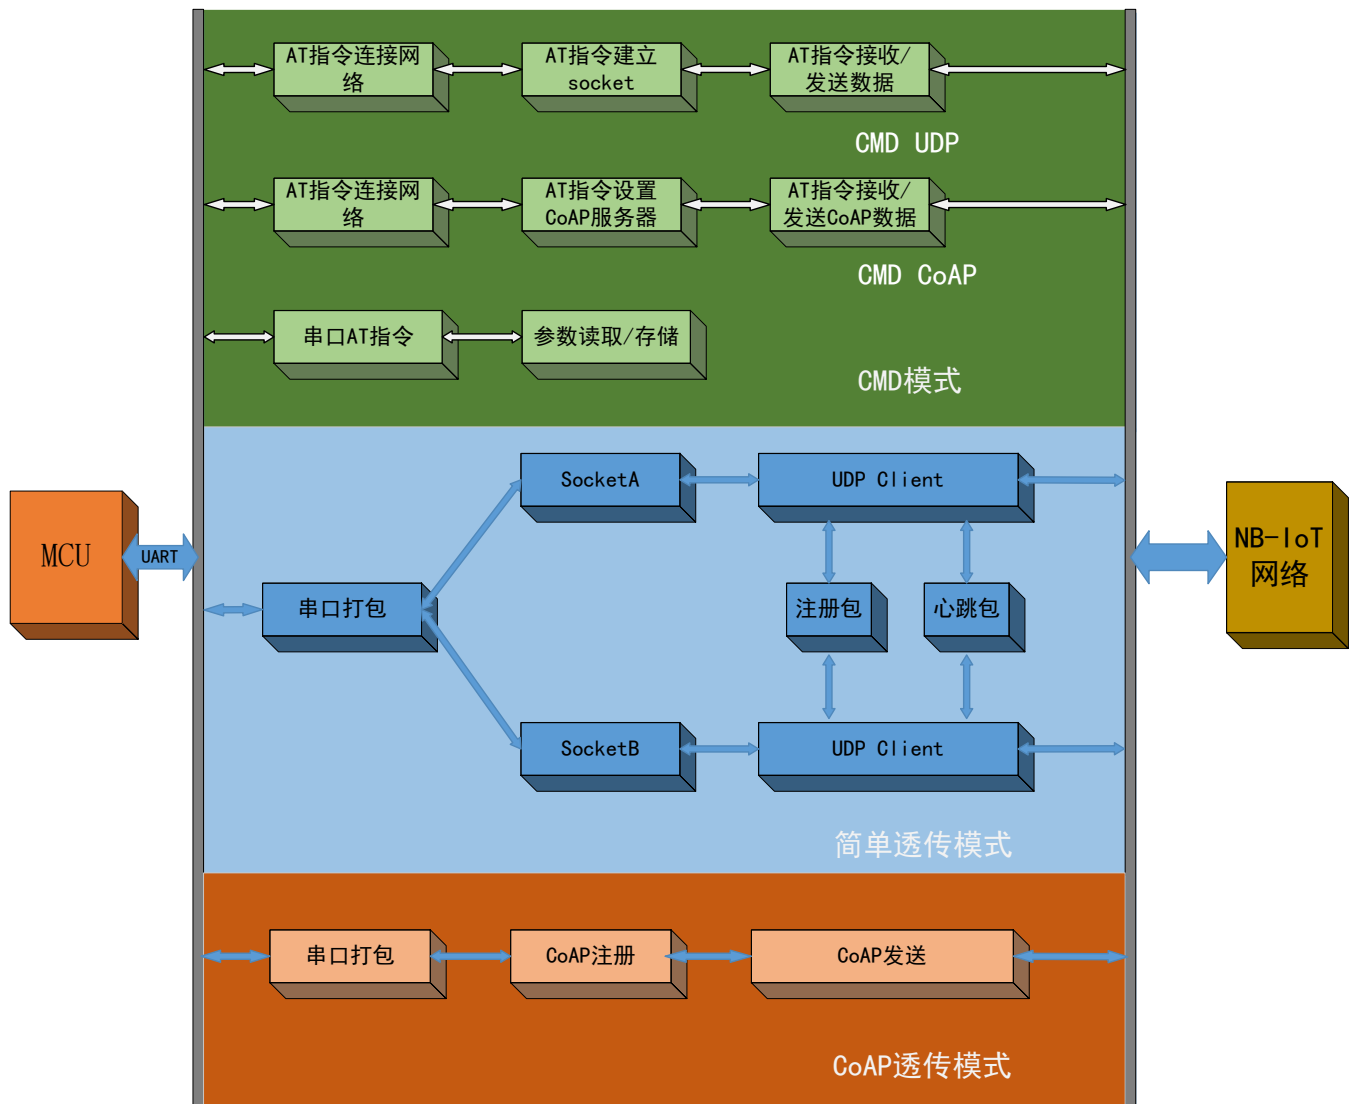 AT指令连接网
络
AT指令建立
socket
AT指令接收/
发送数据
CMD UDP
AT指令连接网
络
AT指令设置
CoAP服务器
AT指令接收/
发送CoAP数据
CMD CoAP
串口AT指令
参数读取/存储
CMD模式
MCU
UART
串口打包
SocketA
UDP Client
注册包
心跳包
SocketB
UDP Client
简单透传模式
NB-IoT
网络
串口打包
CoAP注册
CoAP发送
CoAP透传模式